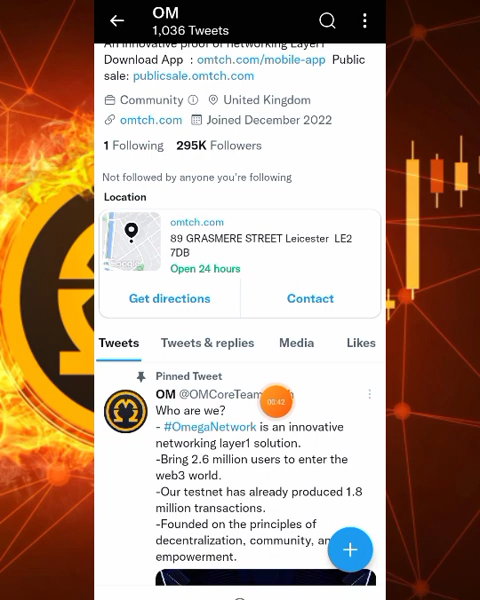 OM
1,036 Tweets
An innovative proof of networking Layer1
Download App : omtch.com/mobile-app Public
sale: publicsale.omtch.com
Community United Kingdom
omtch.com Joined December 2022
1 Following 295K Followers
Not followed by anyone you're following
Location
omtch.com
89 GRASMERE STREET Leicester LE2
7DB
Open 24 hours
Get directions Contact
Tweets Tweets & replies Media Likes
Pinned Tweet
OM @OMCoreTeam
00:42
Who are we?
- #OmegaNetwork is an innovative
networking layer1 solution.
-Bring 2.6 million users to enter the
web3 world.
-Our testnet has already produced 1.8
million transactions.
-Founded on the principles of
decentralization, community, an
empowerment.